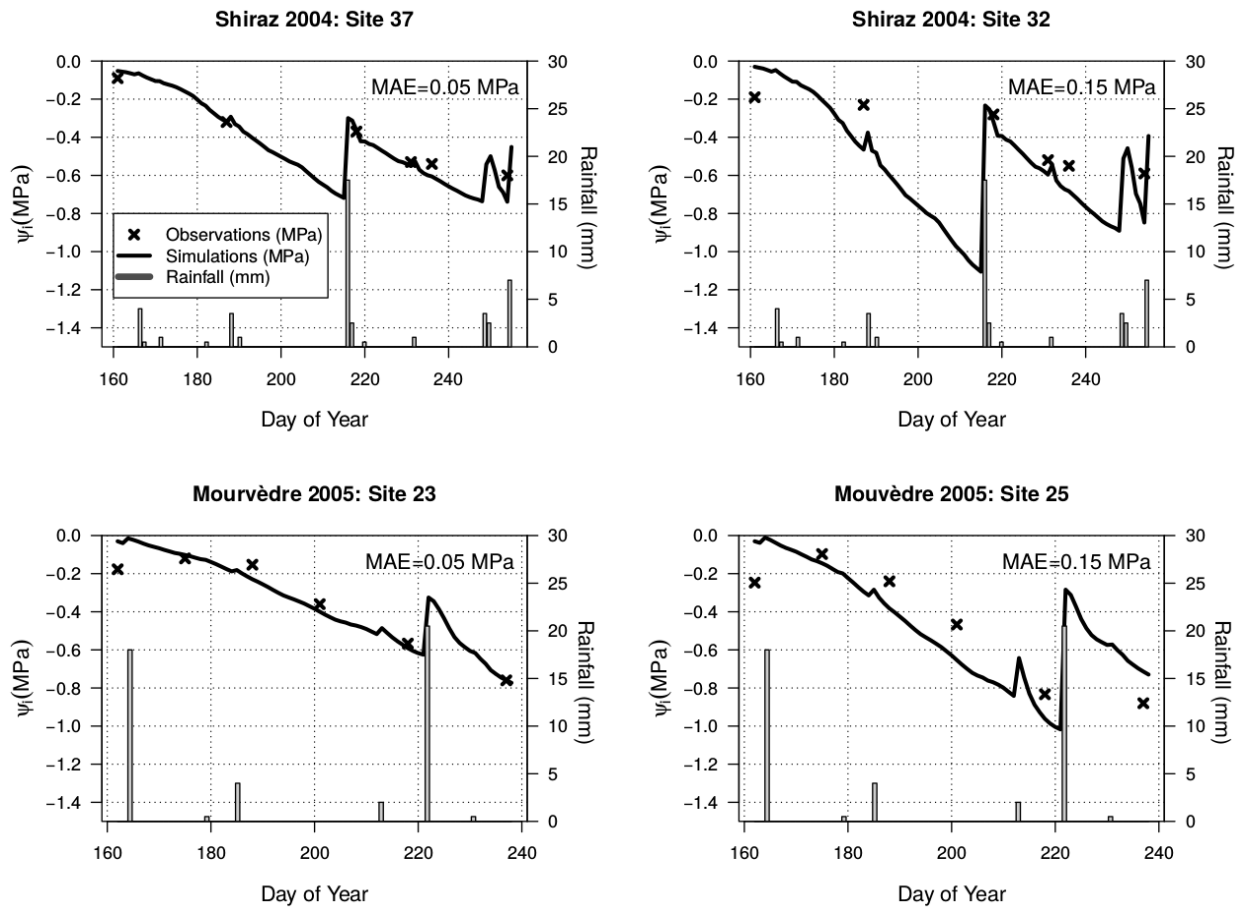 Shiraz 2004: Site 37
0.0
−0.2
−0.4
−0.6
−0.8
−1.0
−1.2
−1.4
ψi(MPa)
MAE=0.05 MPa
Observations (MPa)
Simulations (MPa)
Rainfall (mm)
30
25
20
15
10
5
0
Rainfall (mm)
160 180 200 220 240
Day of Year
Shiraz 2004: Site 32
0.0
−0.2
−0.4
−0.6
−0.8
−1.0
−1.2
−1.4
ψi(MPa)
MAE=0.15 MPa
30
25
20
15
10
5
0
Rainfall (mm)
160 180 200 220 240
Day of Year
Mourvèdre 2005: Site 23
0.0
−0.2
−0.4
−0.6
−0.8
−1.0
−1.2
−1.4
ψi(MPa)
MAE=0.05 MPa
30
25
20
15
10
5
0
Rainfall (mm)
160 180 200 220 240
Day of Year
Mouvèdre 2005: Site 25
0.0
−0.2
−0.4
−0.6
−0.8
−1.0
−1.2
−1.4
ψi(MPa)
MAE=0.15 MPa
30
25
20
15
10
5
0
Rainfall (mm)
160 180 200 220 240
Day of Year